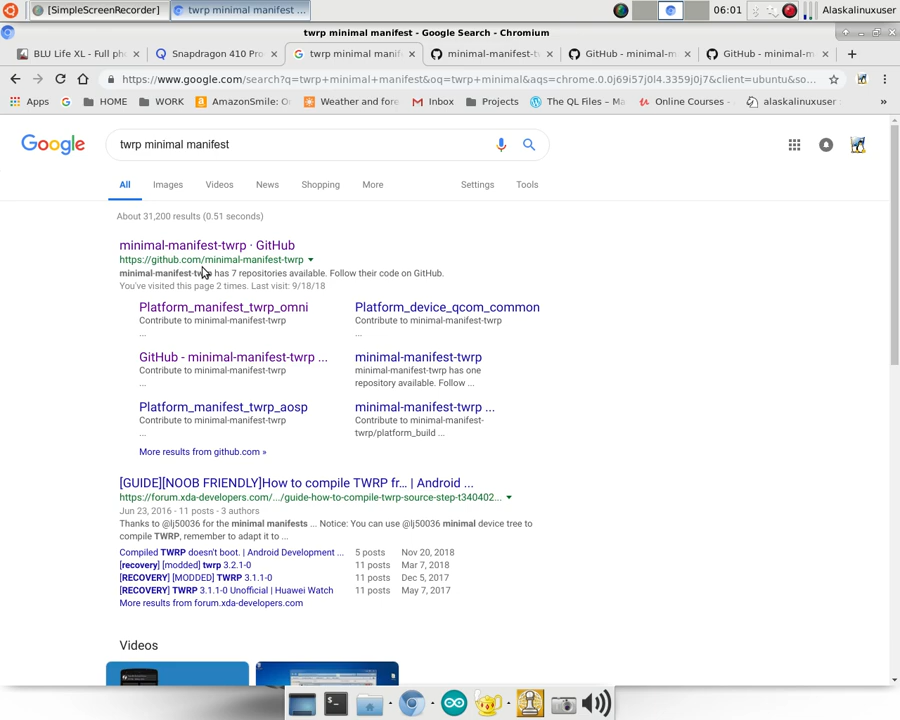 [SimpleScreenRecorder]
twrp minimal manifest ...
06:01
Alaskalinuxuser
twrp minimal manifest - Google Search - Chromium
BLU Life XL - Full pho
Snapdragon 410 Pro
twrp minimal manifest
minimal-manifest-tw
GitHub - minimal-m
GitHub - minimal-m
https://www.google.com/search?q=twrp+minimal+manifest&oq=twrp+minimal&aqs=chrome.0.0j69i57j0l4.3359j0j7&client=ubuntu&so...
Apps
HOME
WORK
AmazonSmile: O
Weather and fore
Inbox
Projects
The QL Files – Ma
Online Courses -
alaskalinuxuser
»
Google
twrp minimal manifest
All
Images
Videos
News
Shopping
More
Settings
Tools
About 31,200 results (0.51 seconds)
minimal-manifest-twrp · GitHub
https://github.com/minimal-manifest-twrp
minimal-manifest-twrp has 7 repositories available. Follow their code on GitHub.
You've visited this page 2 times. Last visit: 9/18/18
Platform_manifest_twrp_omni
Contribute to minimal-manifest-twrp
...
Platform_device_qcom_common
Contribute to minimal-manifest-twrp
...
GitHub - minimal-manifest-twrp ...
Contribute to minimal-manifest-twrp
...
minimal-manifest-twrp
minimal-manifest-twrp has one
repository available. Follow ...
Platform_manifest_twrp_aosp
Contribute to minimal-manifest-twrp
...
minimal-manifest-twrp ...
Contribute to minimal-manifest-
twrp/platform_build ...
More results from github.com »
[GUIDE][NOOB FRIENDLY]How to compile TWRP fr... | Android ...
https://forum.xda-developers.com/.../guide-how-to-compile-twrp-source-step-t340402...
Jun 23, 2016 - 11 posts - 3 authors
Thanks to @lj50036 for the minimal manifests ... Notice: You can use @lj50036 minimal device tree to
compile TWRP, remember to adapt it to ...
Compiled TWRP doesn't boot. | Android Development ... 5 posts Nov 20, 2018
[recovery] [modded] twrp 3.2.1-0 11 posts Mar 7, 2018
[RECOVERY] [MODDED] TWRP 3.1.1-0 11 posts Dec 5, 2017
[RECOVERY] TWRP 3.1.1-0 Unofficial | Huawei Watch 11 posts May 7, 2017
More results from forum.xda-developers.com
Videos